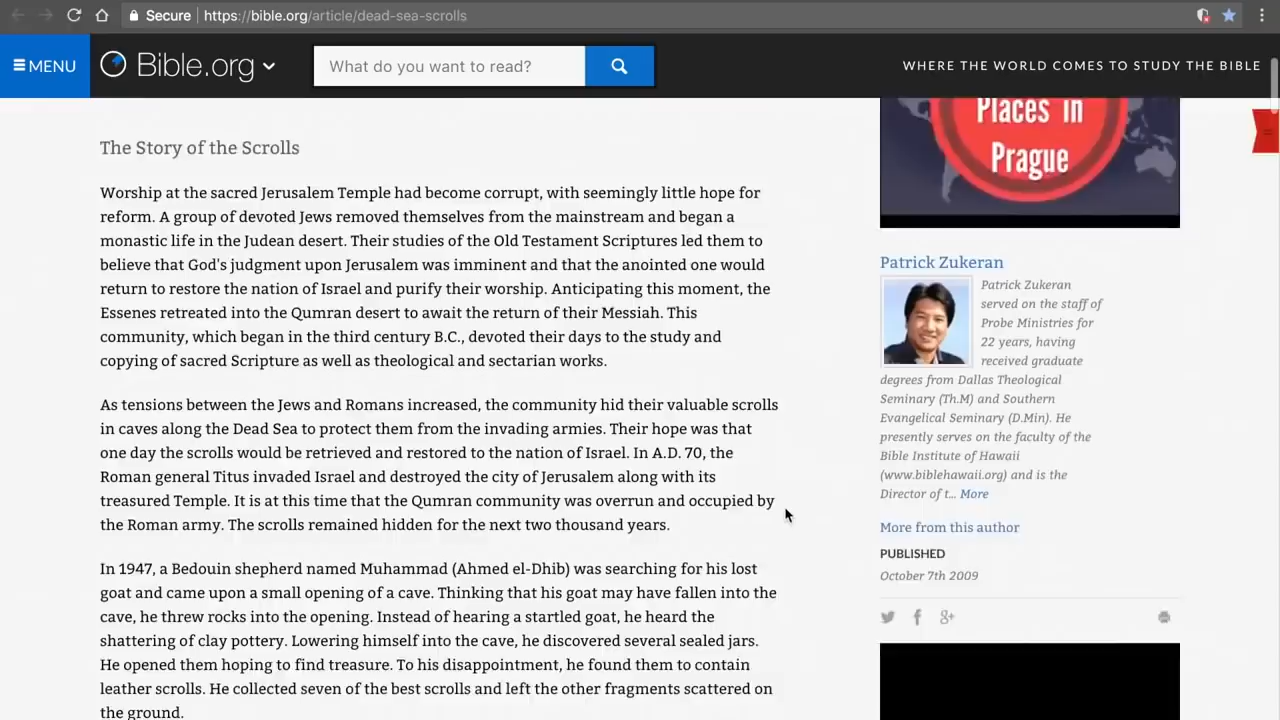 Secure https://bible.org/article/dead-sea-scrolls
MENU
Bible.org
What do you want to read?
WHERE THE WORLD COMES TO STUDY THE BIBLE
The Story of the Scrolls
Worship at the sacred Jerusalem Temple had become corrupt, with seemingly little hope for
reform. A group of devoted Jews removed themselves from the mainstream and began a
monastic life in the Judean desert. Their studies of the Old Testament Scriptures led them to
believe that God's judgment upon Jerusalem was imminent and that the anointed one would
return to restore the nation of Israel and purify their worship. Anticipating this moment, the
Essenes retreated into the Qumran desert to await the return of their Messiah. This
community, which began in the third century B.C., devoted their days to the study and
copying of sacred Scripture as well as theological and sectarian works.
As tensions between the Jews and Romans increased, the community hid their valuable scrolls
in caves along the Dead Sea to protect them from the invading armies. Their hope was that
one day the scrolls would be retrieved and restored to the nation of Israel. In A.D. 70, the
Roman general Titus invaded Israel and destroyed the city of Jerusalem along with its
treasured Temple. It is at this time that the Qumran community was overrun and occupied by
the Roman army. The scrolls remained hidden for the next two thousand years.
In 1947, a Bedouin shepherd named Muhammad (Ahmed el-Dhib) was searching for his lost
goat and came upon a small opening of a cave. Thinking that his goat may have fallen into the
cave, he threw rocks into the opening. Instead of hearing a startled goat, he heard the
shattering of clay pottery. Lowering himself into the cave, he discovered several sealed jars.
He opened them hoping to find treasure. To his disappointment, he found them to contain
leather scrolls. He collected seven of the best scrolls and left the other fragments scattered on
the ground.
Places in
Prague
Patrick Zukeran
Patrick Zukeran
served on the staff of
Probe Ministries for
22 years, having
received graduate
degrees from Dallas Theological
Seminary (Th.M) and Southern
Evangelical Seminary (D.Min). He
presently serves on the faculty of the
Bible Institute of Hawaii
(www.biblehawaii.org) and is the
Director of t... More
More from this author
PUBLISHED
October 7th 2009